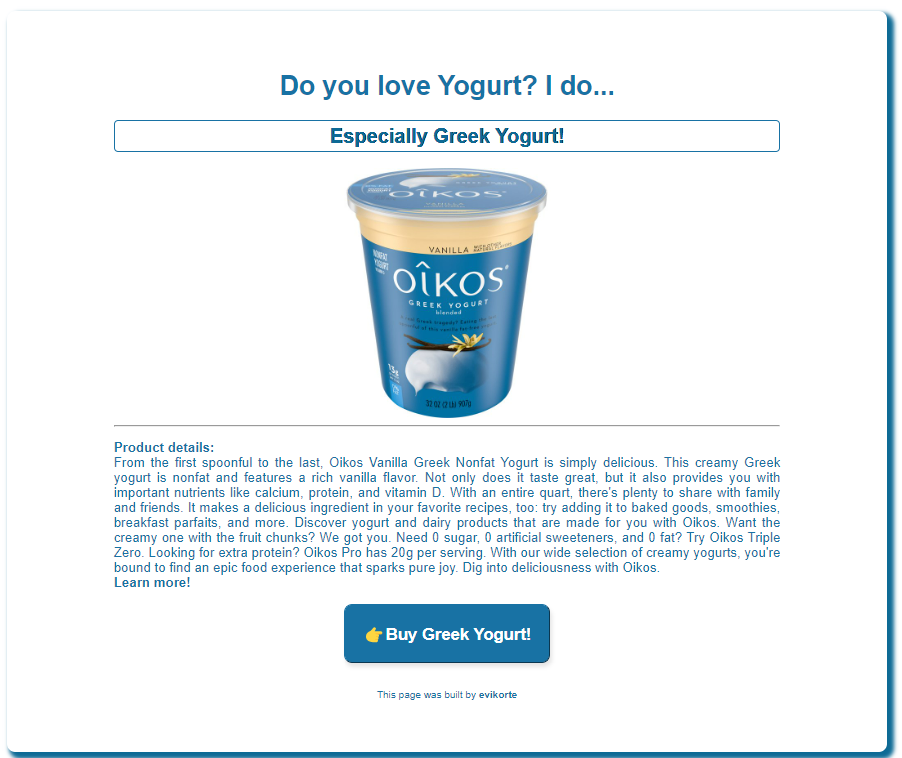 Do you love Yogurt? I do...
Especially Greek Yogurt!
OÎKOS
VANILLA
VANILLA
NONFAT
YOGURT
OÎKOS
GREEK YOGURT
blended
15g
32 OZ (2 LB) 907g
Product details:
From the first spoonful to the last, Oikos Vanilla Greek Nonfat Yogurt is simply delicious. This creamy Greek
yogurt is nonfat and features a rich vanilla flavor. Not only does it taste great, but it also provides you with
important nutrients like calcium, protein, and vitamin D. With an entire quart, there's plenty to share with family
and friends. It makes a delicious ingredient in your favorite recipes, too: try adding it to baked goods, smoothies,
breakfast parfaits, and more. Discover yogurt and dairy products that are made for you with Oikos. Want the
creamy one with the fruit chunks? We got you. Need 0 sugar, 0 artificial sweeteners, and 0 fat? Try Oikos Triple
Zero. Looking for extra protein? Oikos Pro has 20g per serving. With our wide selection of creamy yogurts, you're
bound to find an epic food experience that sparks pure joy. Dig into deliciousness with Oikos.
Learn more!
👉Buy Greek Yogurt!
This page was built by evikorte